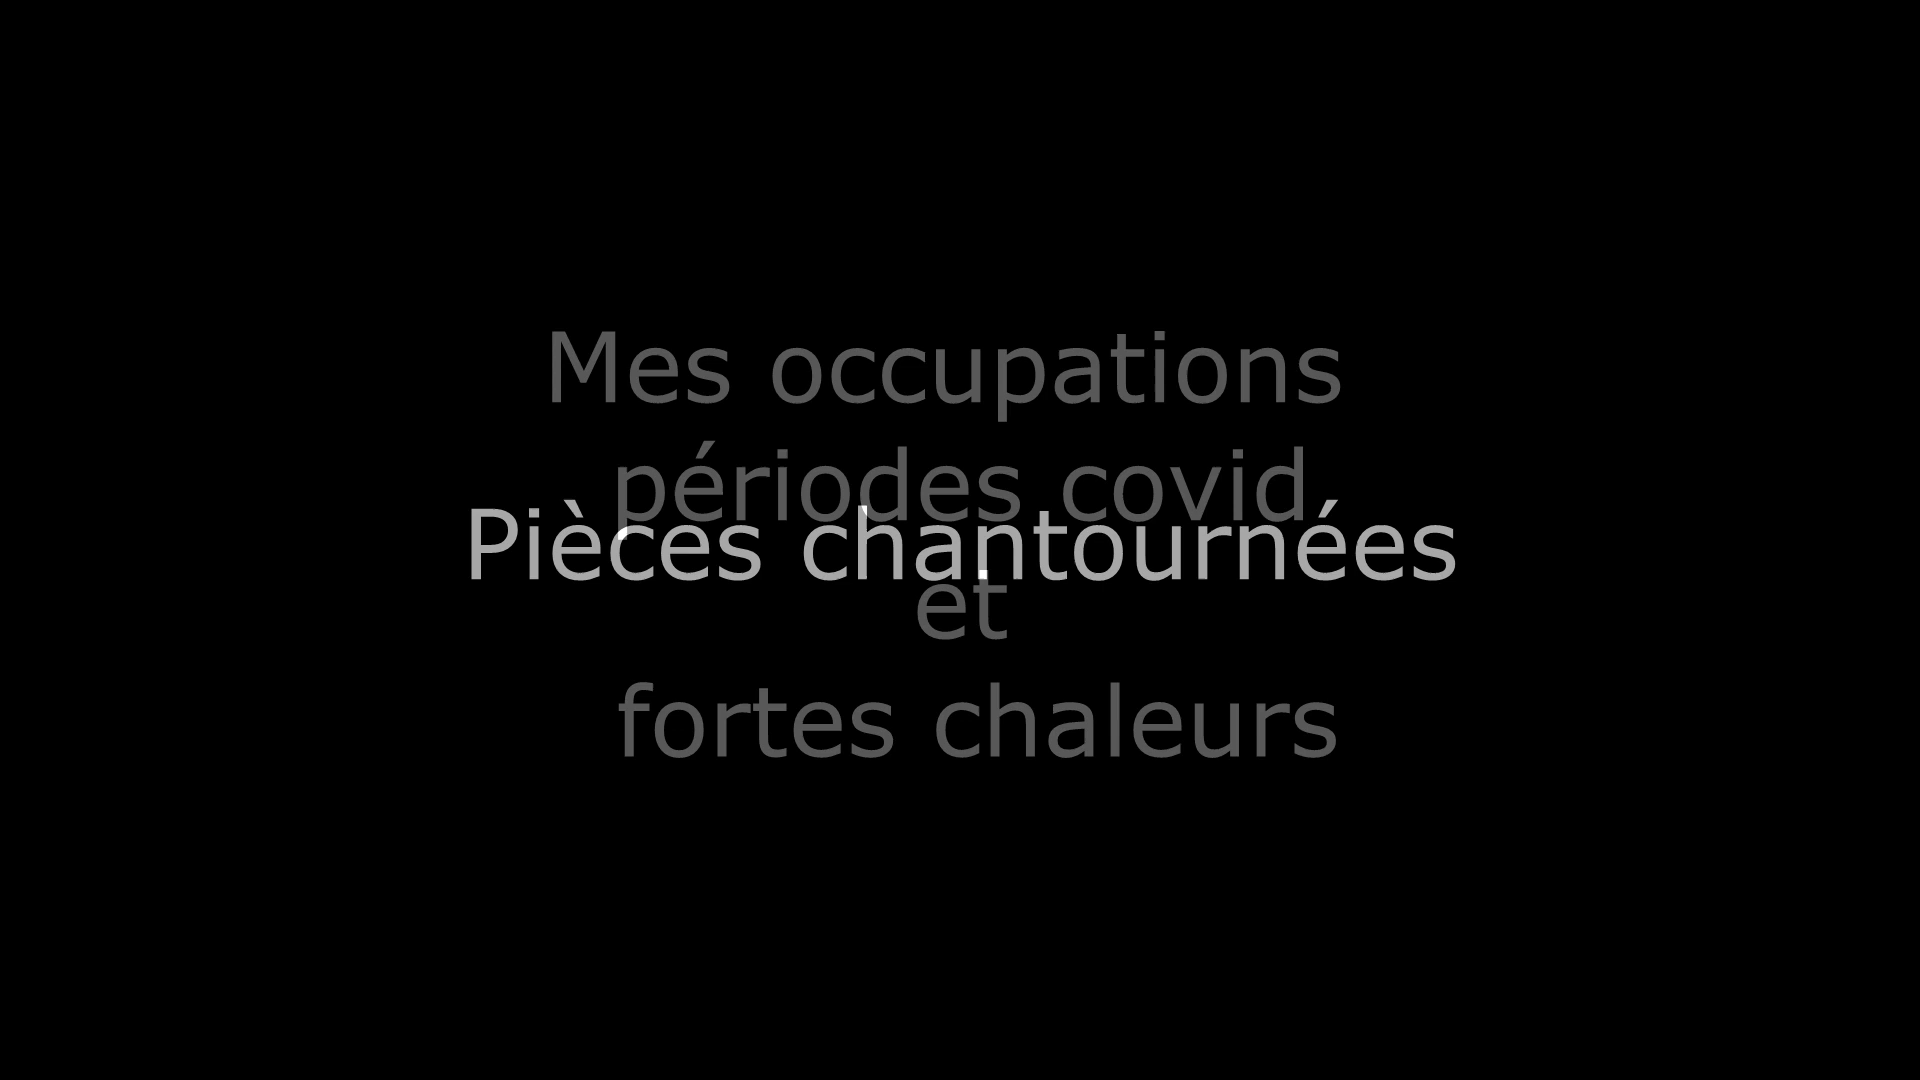 Mes occupations
périodes covid
Pièces chantournées
et
fortes chaleurs